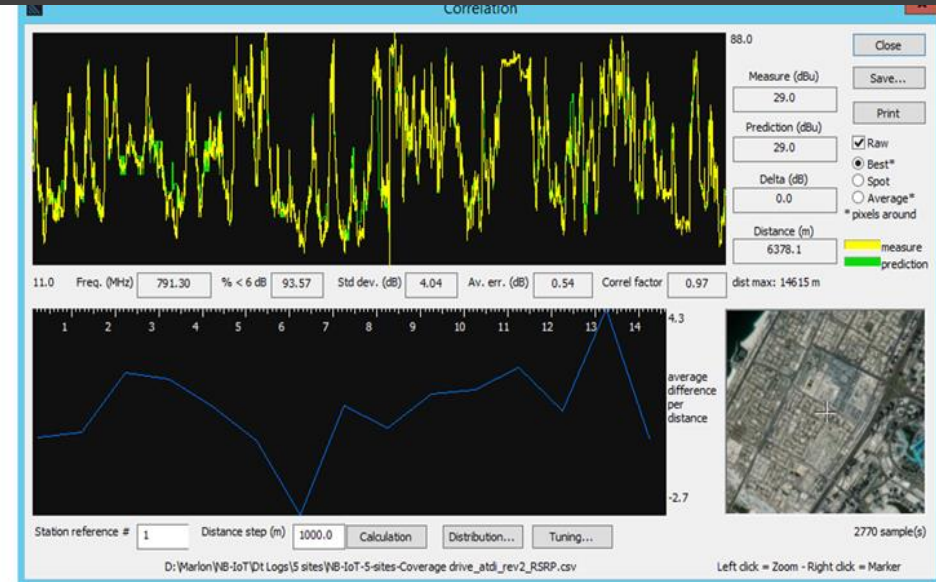 Correlation
88.0
Close
Measure (dBu)
Save...
29.0
Print
Prediction (dBu)
29.0
Raw
Best*
Delta (dB)
Spot
0.0
Average*
* pixels around
Distance (m)
6378.1
measure
prediction
11.0 Freq. (MHz) 791.30 % < 6 dB 93.57 Std dev. (dB) 4.04 Av. err. (dB) 0.54 Correl factor 0.97 dist max: 14615 m
1 2 3 4 5 6 7 8 9 10 11 12 13 14
4.3
average
difference
per
distance
-2.7
Station reference # 1 Distance step (m) 1000.0 Calculation Distribution... Tuning... 2770 sample(s)
D:\Marlon\NB-IoT\Dt Logs\5 sites\NB-IoT-5-sites-Coverage drive_atdi_rev2_RSRP.csv Left click = Zoom - Right click = Marker